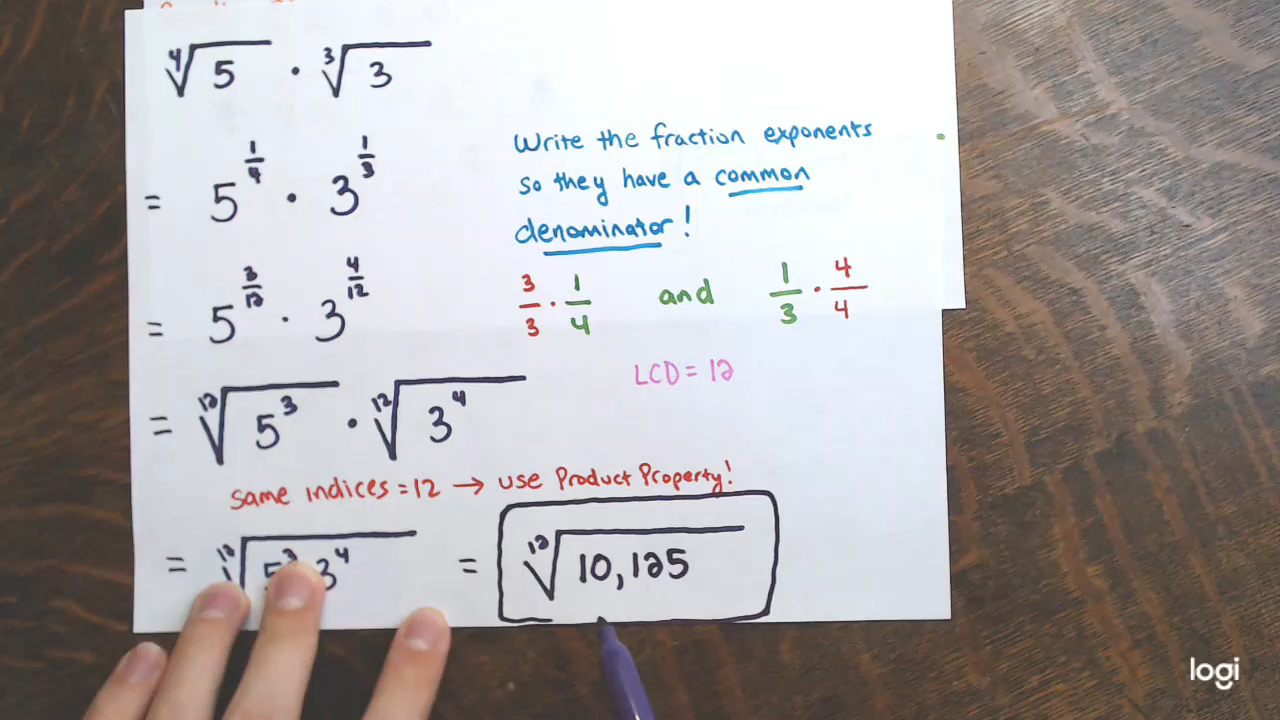 ∜5 · ∛3
Write the fraction exponents
= 5^(1/4) · 3^(1/3)
so they have a common
denominator!
= 5^(3/12) · 3^(4/12)
3/3 · 1/4 and 1/3 · 4/4
LCD = 12
= ¹²√(5³) · ¹²√(3⁴)
same indices = 12 → use Product Property!
= ¹²√(5³ 3⁴) = ¹²√(10,125)
logi